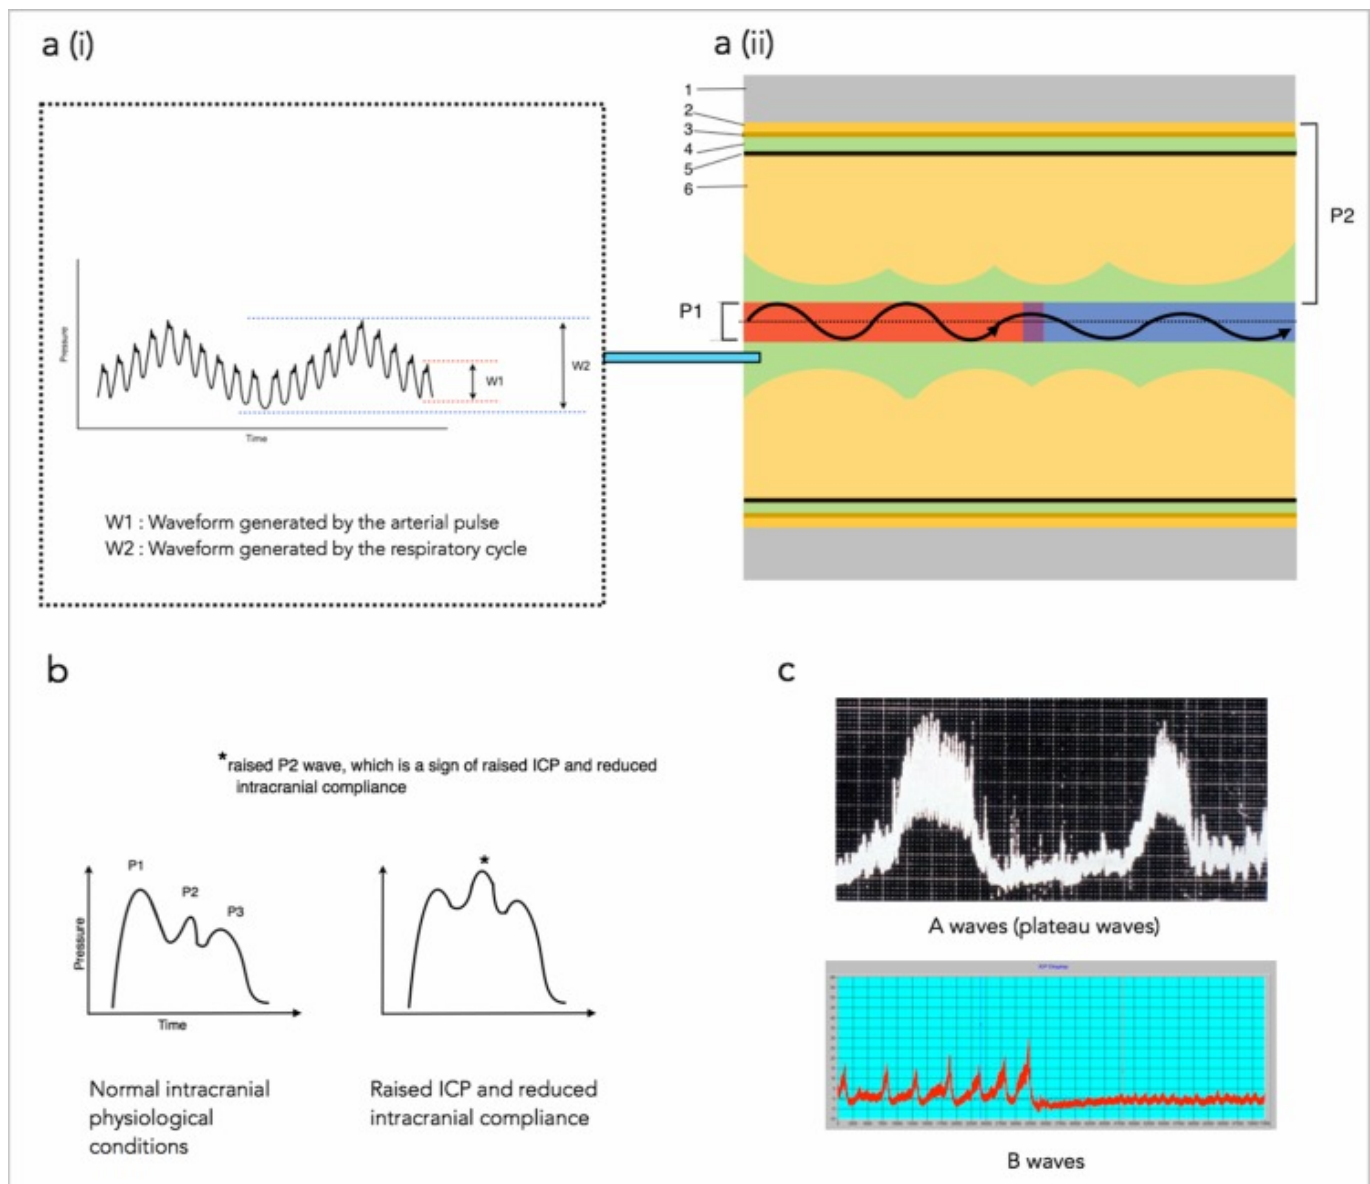 a (i)
a (ii)
1
2
3
4
5
6
P2
P1
Pressure
W1
W2
Time
W1 : Waveform generated by the arterial pulse
W2 : Waveform generated by the respiratory cycle
b
c
*raised P2 wave, which is a sign of raised ICP and reduced
intracranial compliance
P1
P2
P3
*
Pressure
Time
Normal intracranial
physiological
conditions
Raised ICP and reduced
intracranial compliance
A waves (plateau waves)
ICP Display
B waves